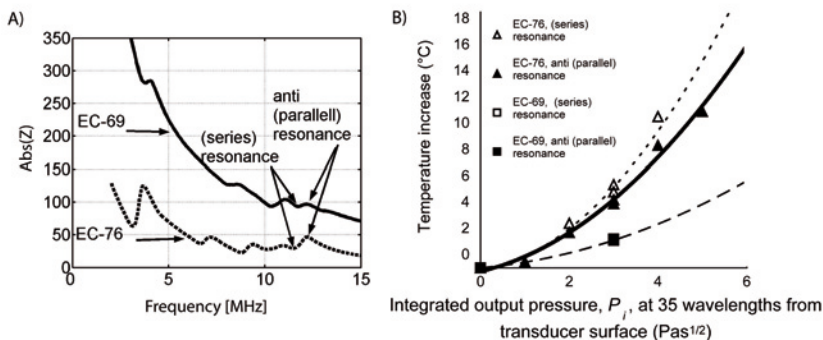 A)
350
300
250
200
150
100
50
0
Abs(Z)
EC-69
EC-76
anti
(parallell)
resonance
(series)
resonance
0
5
10
15
Frequency [MHz]
B)
18
16
14
12
10
8
6
4
2
0
Temperature increase (°C)
EC-76, (series)
resonance
EC-76, anti (parallel)
resonance
EC-69, (series)
resonance
EC-69, anti (parallel)
resonance
0 2 4 6
Integrated output pressure, P_i, at 35 wavelengths from
transducer surface (Pas1/2)